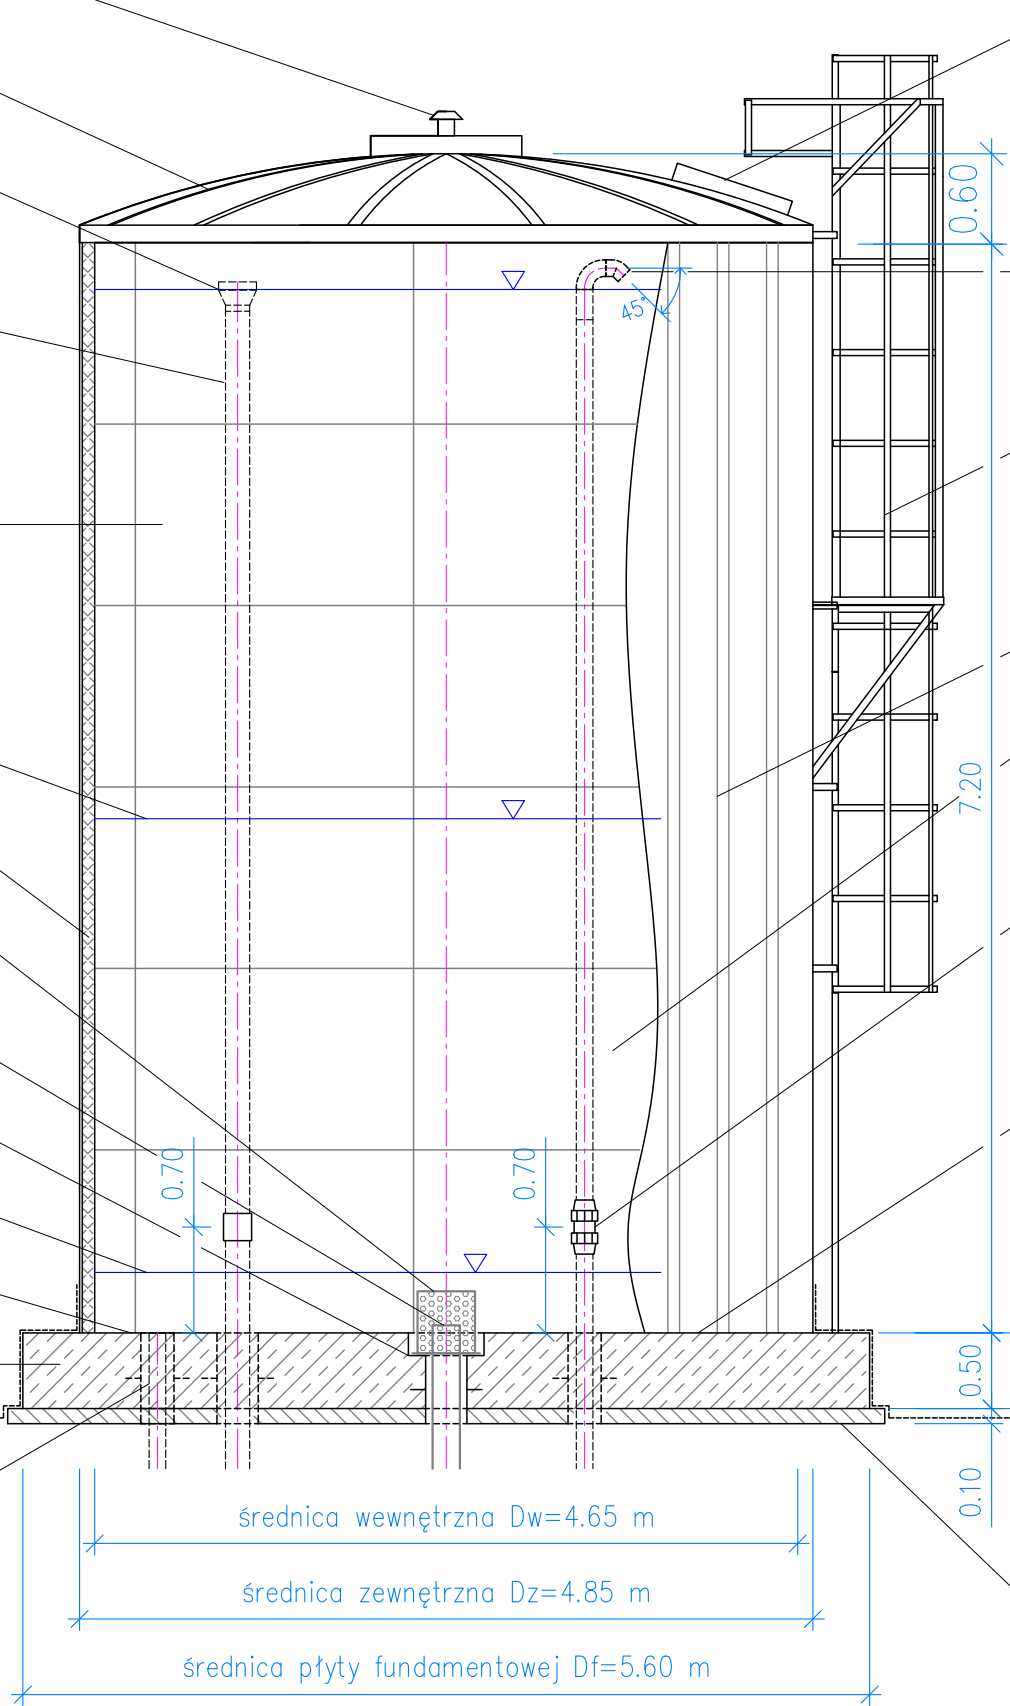 0.60
45°
7.20
0.70
0.70
0.50
0.10
średnica wewnętrzna Dw=4.65 m
średnica zewnętrzna Dz=4.85 m
średnica płyty fundamentowej Df=5.60 m